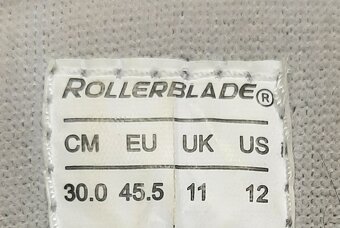 ROLLERBLADE®
CM EU UK US
30.0 45.5 11 12